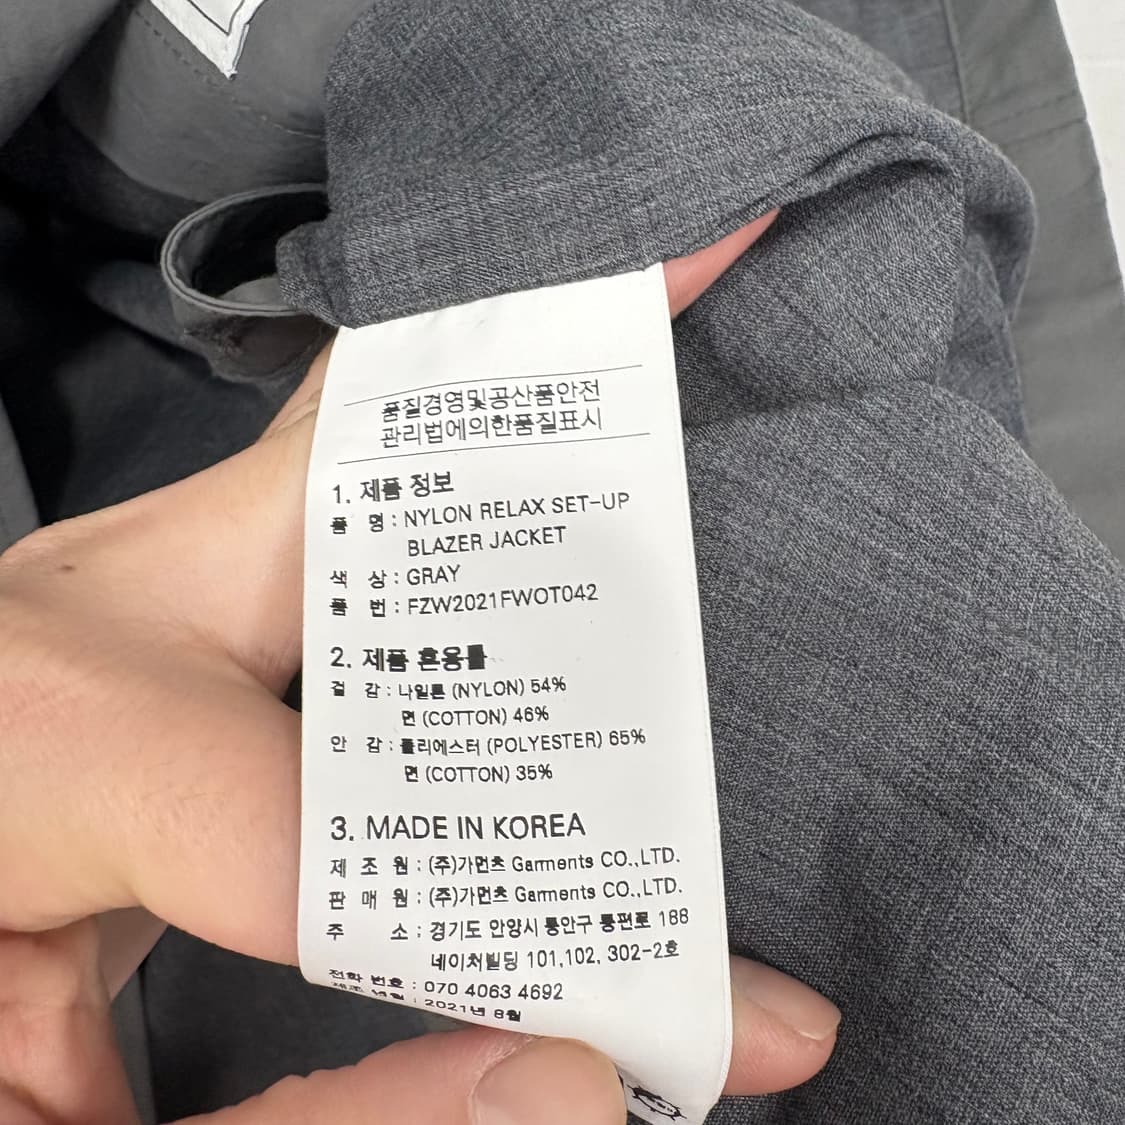 품질경영및공산품안전
관리법에의한품질표시
1. 제품 정보
품 명 : NYLON RELAX SET-UP
BLAZER JACKET
색 상 : GRAY
품 번 : FZW2021FWOT042
2. 제품 혼용률
겉 감 : 나일론 (NYLON) 54%
면 (COTTON) 46%
안 감 : 폴리에스터 (POLYESTER) 65%
면 (COTTON) 35%
3. MADE IN KOREA
제 조 원 : (주)가먼츠 Garments CO.,LTD.
판 매 원 : (주)가먼츠 Garments CO.,LTD.
주 소 : 경기도 안양시 동안구 동편로 188
네이처빌딩 101,102, 302-2호
전화 번호 : 070 4063 4692
제조 년월 : 2021년 8월